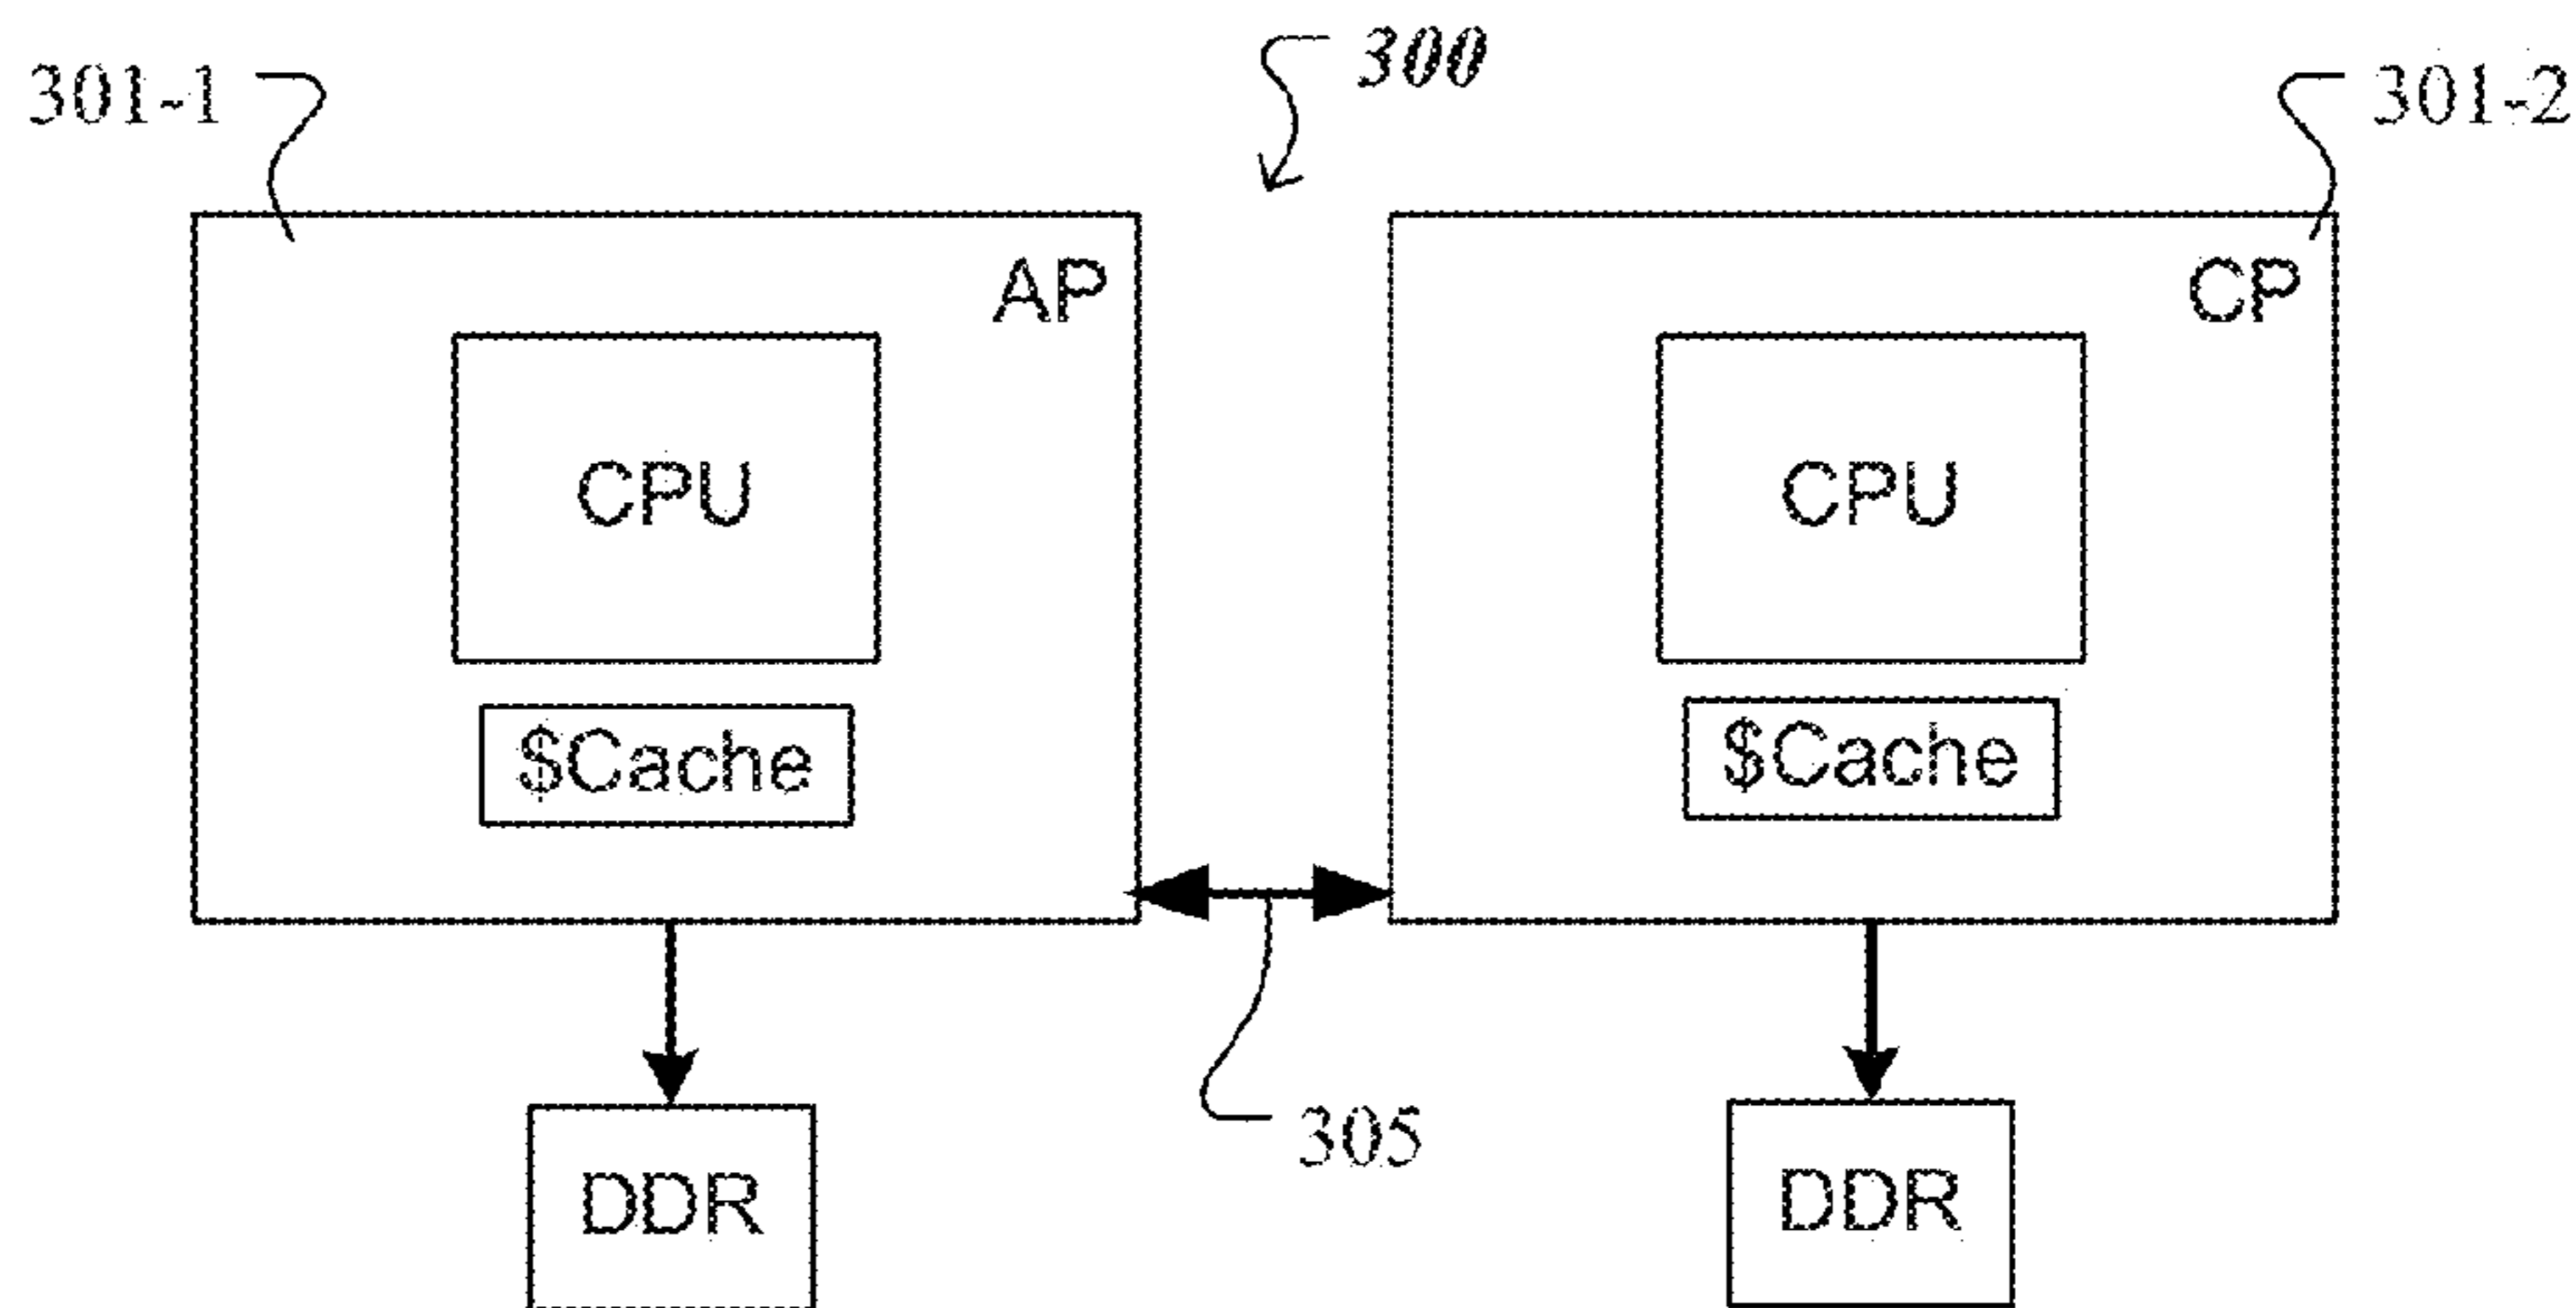 300
301-1
301-2
AP
CP
CPU
CPU
$Cache
$Cache
305
DDR
DDR